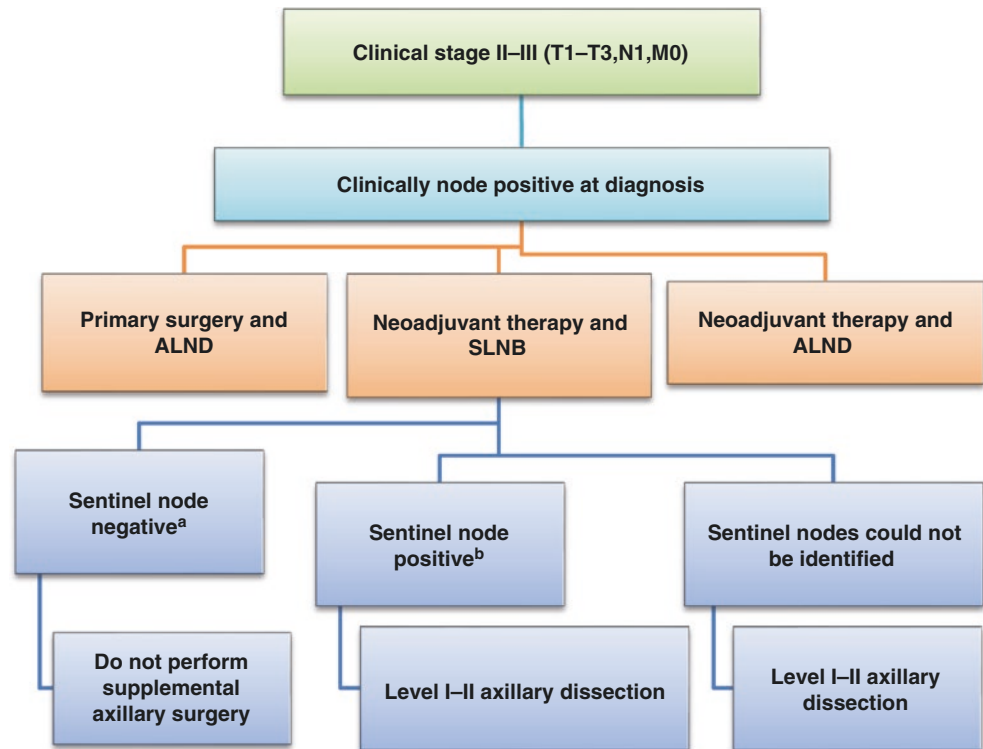 Clinical stage II–III (T1–T3,N1,M0)
Clinically node positive at diagnosis
Primary surgery and
ALND
Neoadjuvant therapy and
SLNB
Neoadjuvant therapy and
ALND
Sentinel node
negativeᵃ
Sentinel node
positiveᵇ
Sentinel nodes could not
be identified
Do not perform
supplemental
axillary surgery
Level I–II axillary dissection
Level I–II axillary
dissection